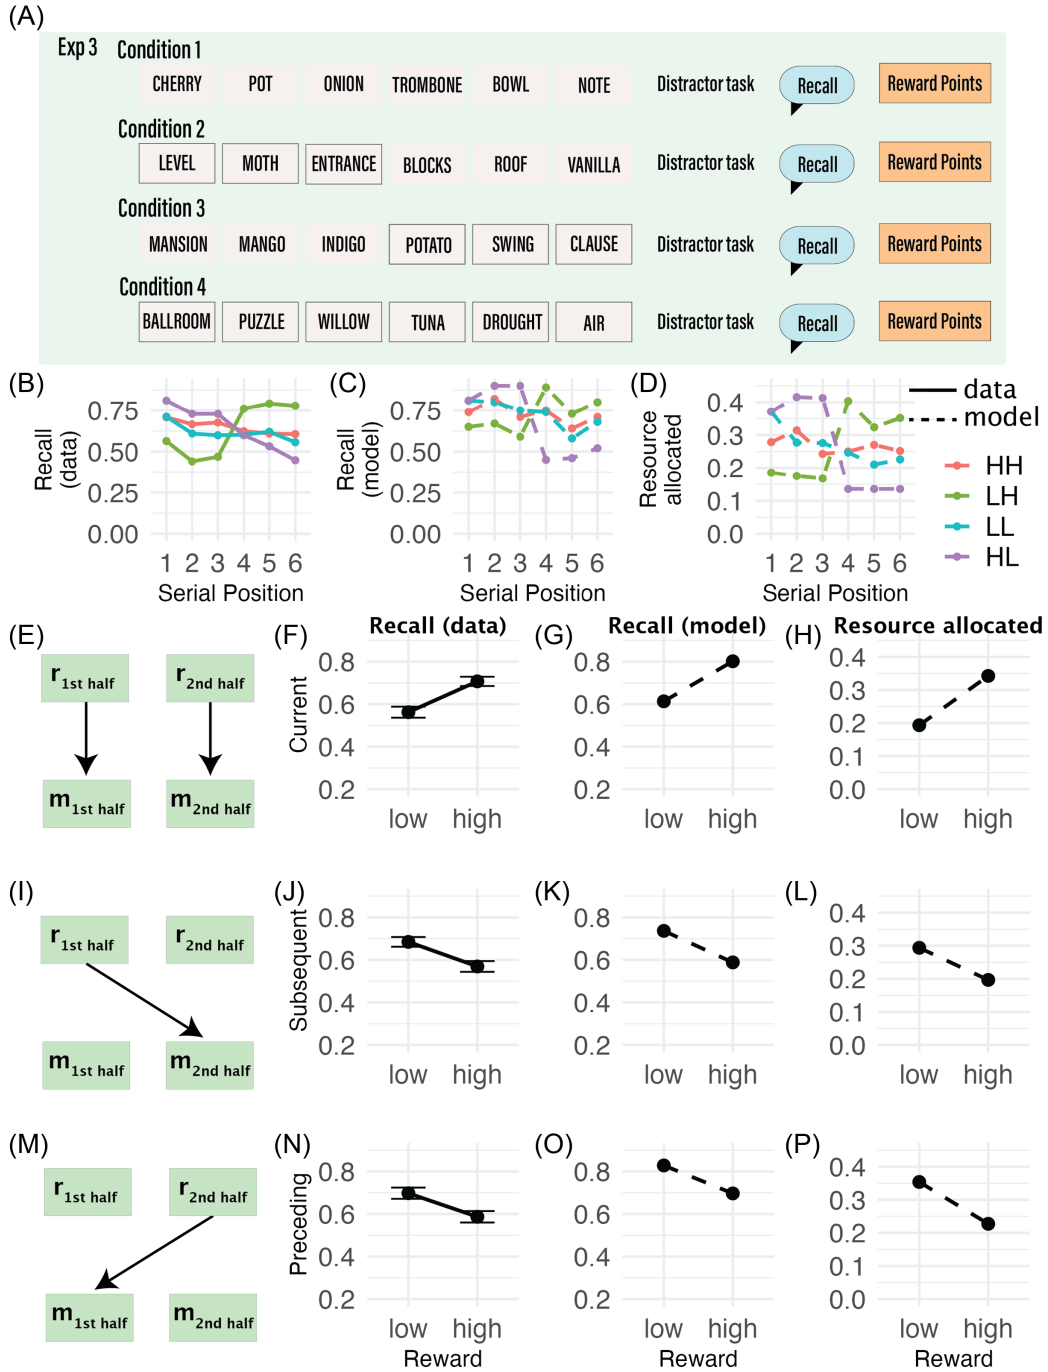 (A)
Exp 3 Condition 1
CHERRY POT ONION TROMBONE BOWL NOTE Distractor task Recall Reward Points
Condition 2
LEVEL MOTH ENTRANCE BLOCKS ROOF VANILLA Distractor task Recall Reward Points
Condition 3
MANSION MANGO INDIGO POTATO SWING CLAUSE Distractor task Recall Reward Points
Condition 4
BALLROOM PUZZLE WILLOW TUNA DROUGHT AIR Distractor task Recall Reward Points
(B)
Recall
(data)
0.75
0.50
0.25
0.00
1 2 3 4 5 6
Serial Position
(C)
Recall
(model)
0.75
0.50
0.25
0.00
1 2 3 4 5 6
Serial Position
(D)
Resource
allocated
0.4
0.3
0.2
0.1
0.0
1 2 3 4 5 6
Serial Position
data
model
HH
LH
LL
HL
(E)
r1st half r2nd half
m1st half m2nd half
(F)
Recall (data)
Current
0.8
0.6
0.4
0.2
low high
(G)
Recall (model)
0.8
0.6
0.4
0.2
low high
(H)
Resource allocated
0.4
0.3
0.2
0.1
0.0
low high
(I)
r1st half r2nd half
m1st half m2nd half
(J)
Subsequent
0.8
0.6
0.4
0.2
low high
(K)
0.8
0.6
0.4
0.2
low high
(L)
0.4
0.3
0.2
0.1
0.0
low high
(M)
r1st half r2nd half
m1st half m2nd half
(N)
Preceding
0.8
0.6
0.4
0.2
low high
Reward
(O)
0.8
0.6
0.4
0.2
low high
Reward
(P)
0.4
0.3
0.2
0.1
0.0
low high
Reward